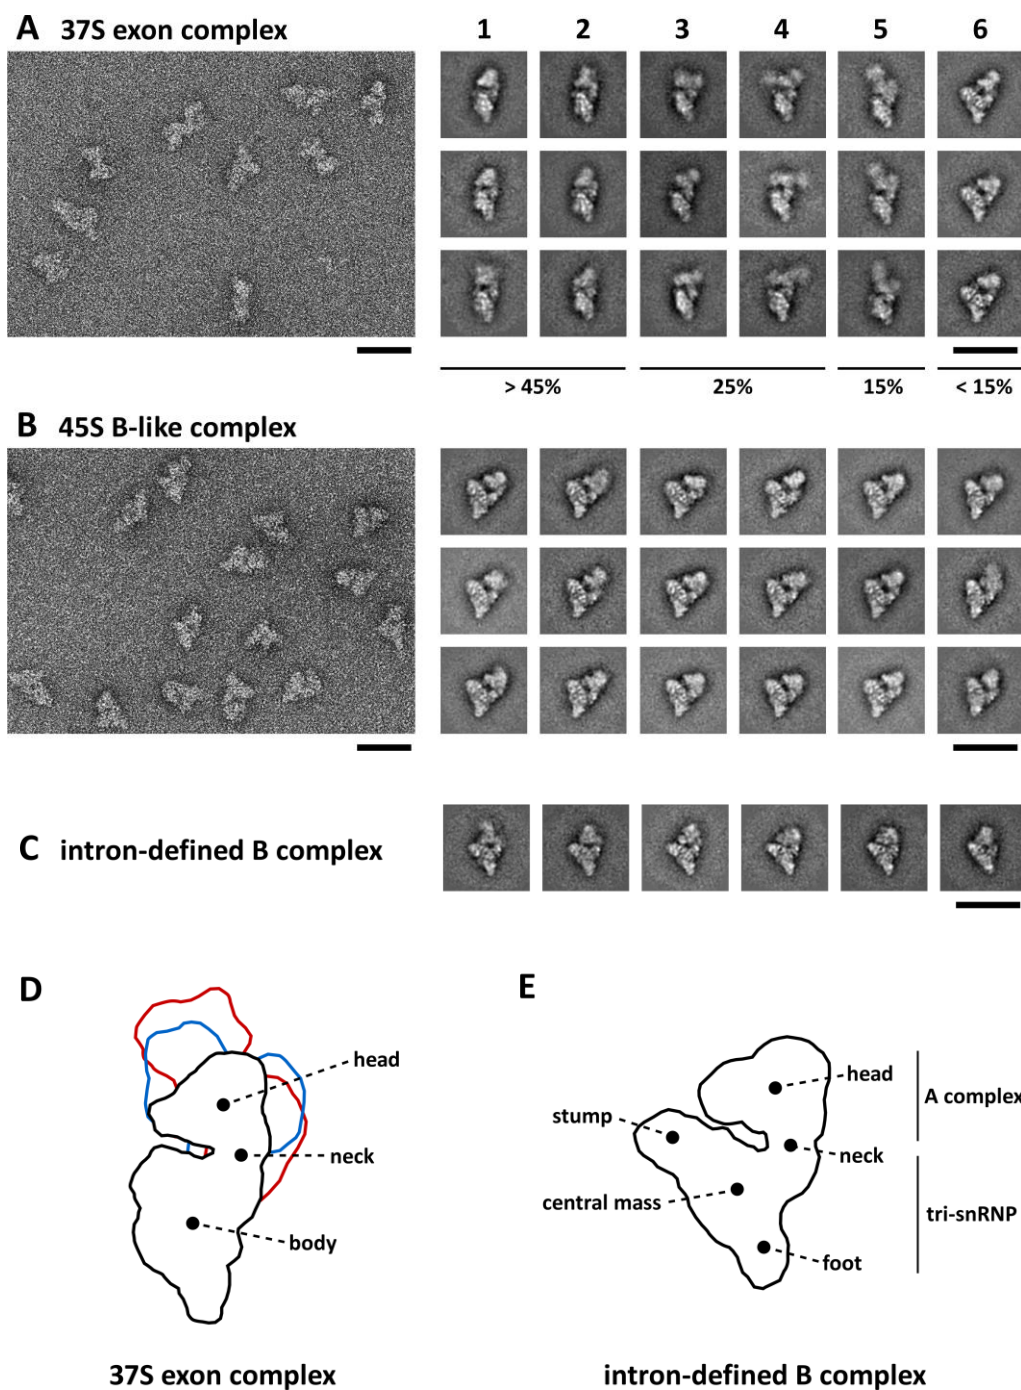 A 37S exon complex
1 2 3 4 5 6
> 45% 25% 15% < 15%
B 45S B-like complex
C intron-defined B complex
D
head
neck
body
37S exon complex
E
head
A complex
stump
neck
central mass
tri-snRNP
foot
intron-defined B complex